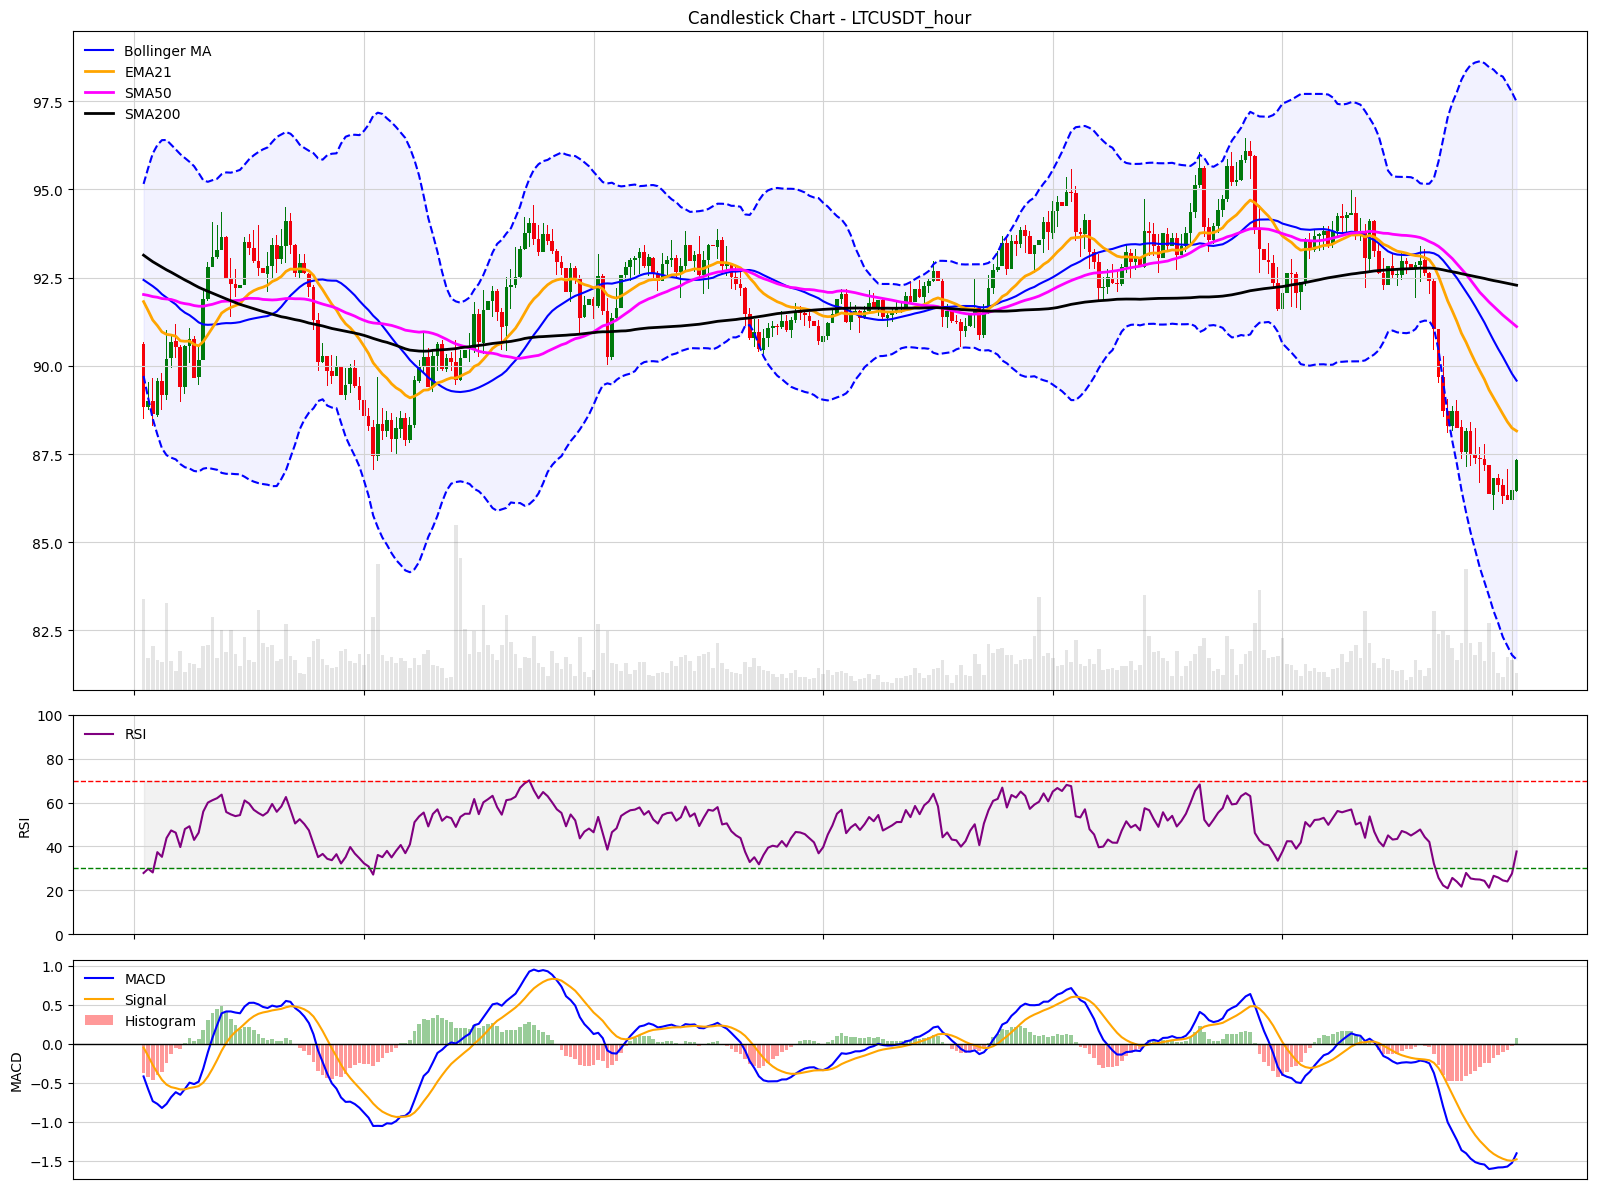 Candlestick Chart - LTCUSDT_hour
Bollinger MA
EMA21
SMA50
SMA200
97.5
95.0
92.5
90.0
87.5
85.0
82.5
RSI
100
80
60
40
20
0
RSI
MACD
Signal
Histogram
1.0
0.5
0.0
−0.5
−1.0
−1.5
MACD